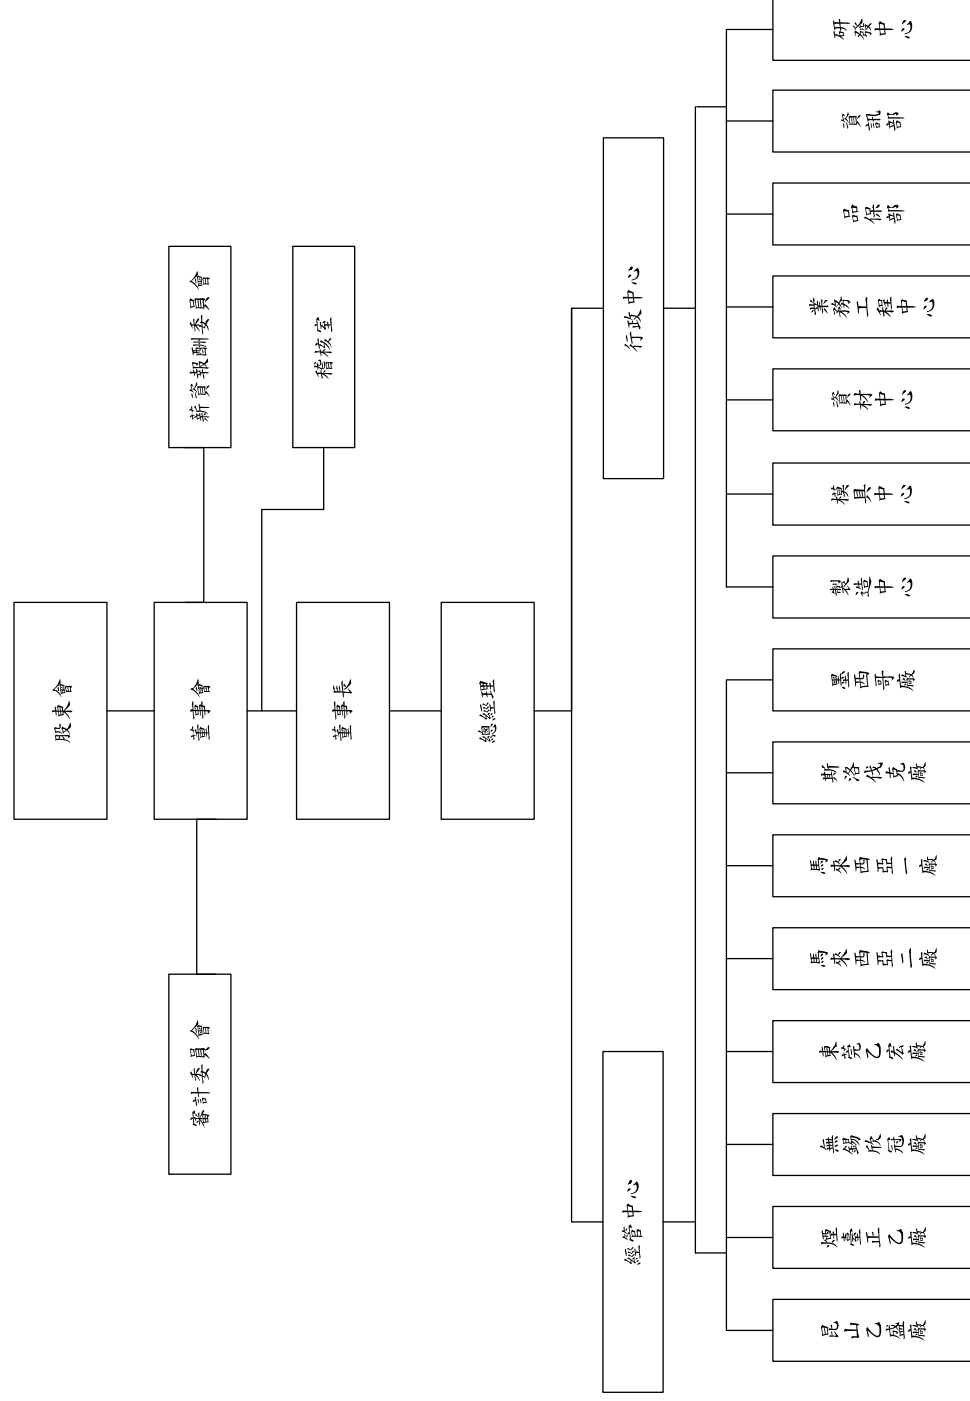 股東會
審計委員會
董事會
薪資報酬委員會
稽核室
董事長
總經理
經管中心
行政中心
昆山乙盛廠
煙臺正乙廠
無錫欣冠廠
東莞乙宏廠
馬來西亞二廠
馬來西亞一廠
斯洛伐克廠
墨西哥廠
製造中心
模具中心
資材中心
業務工程中心
品保部
資訊部
研發中心